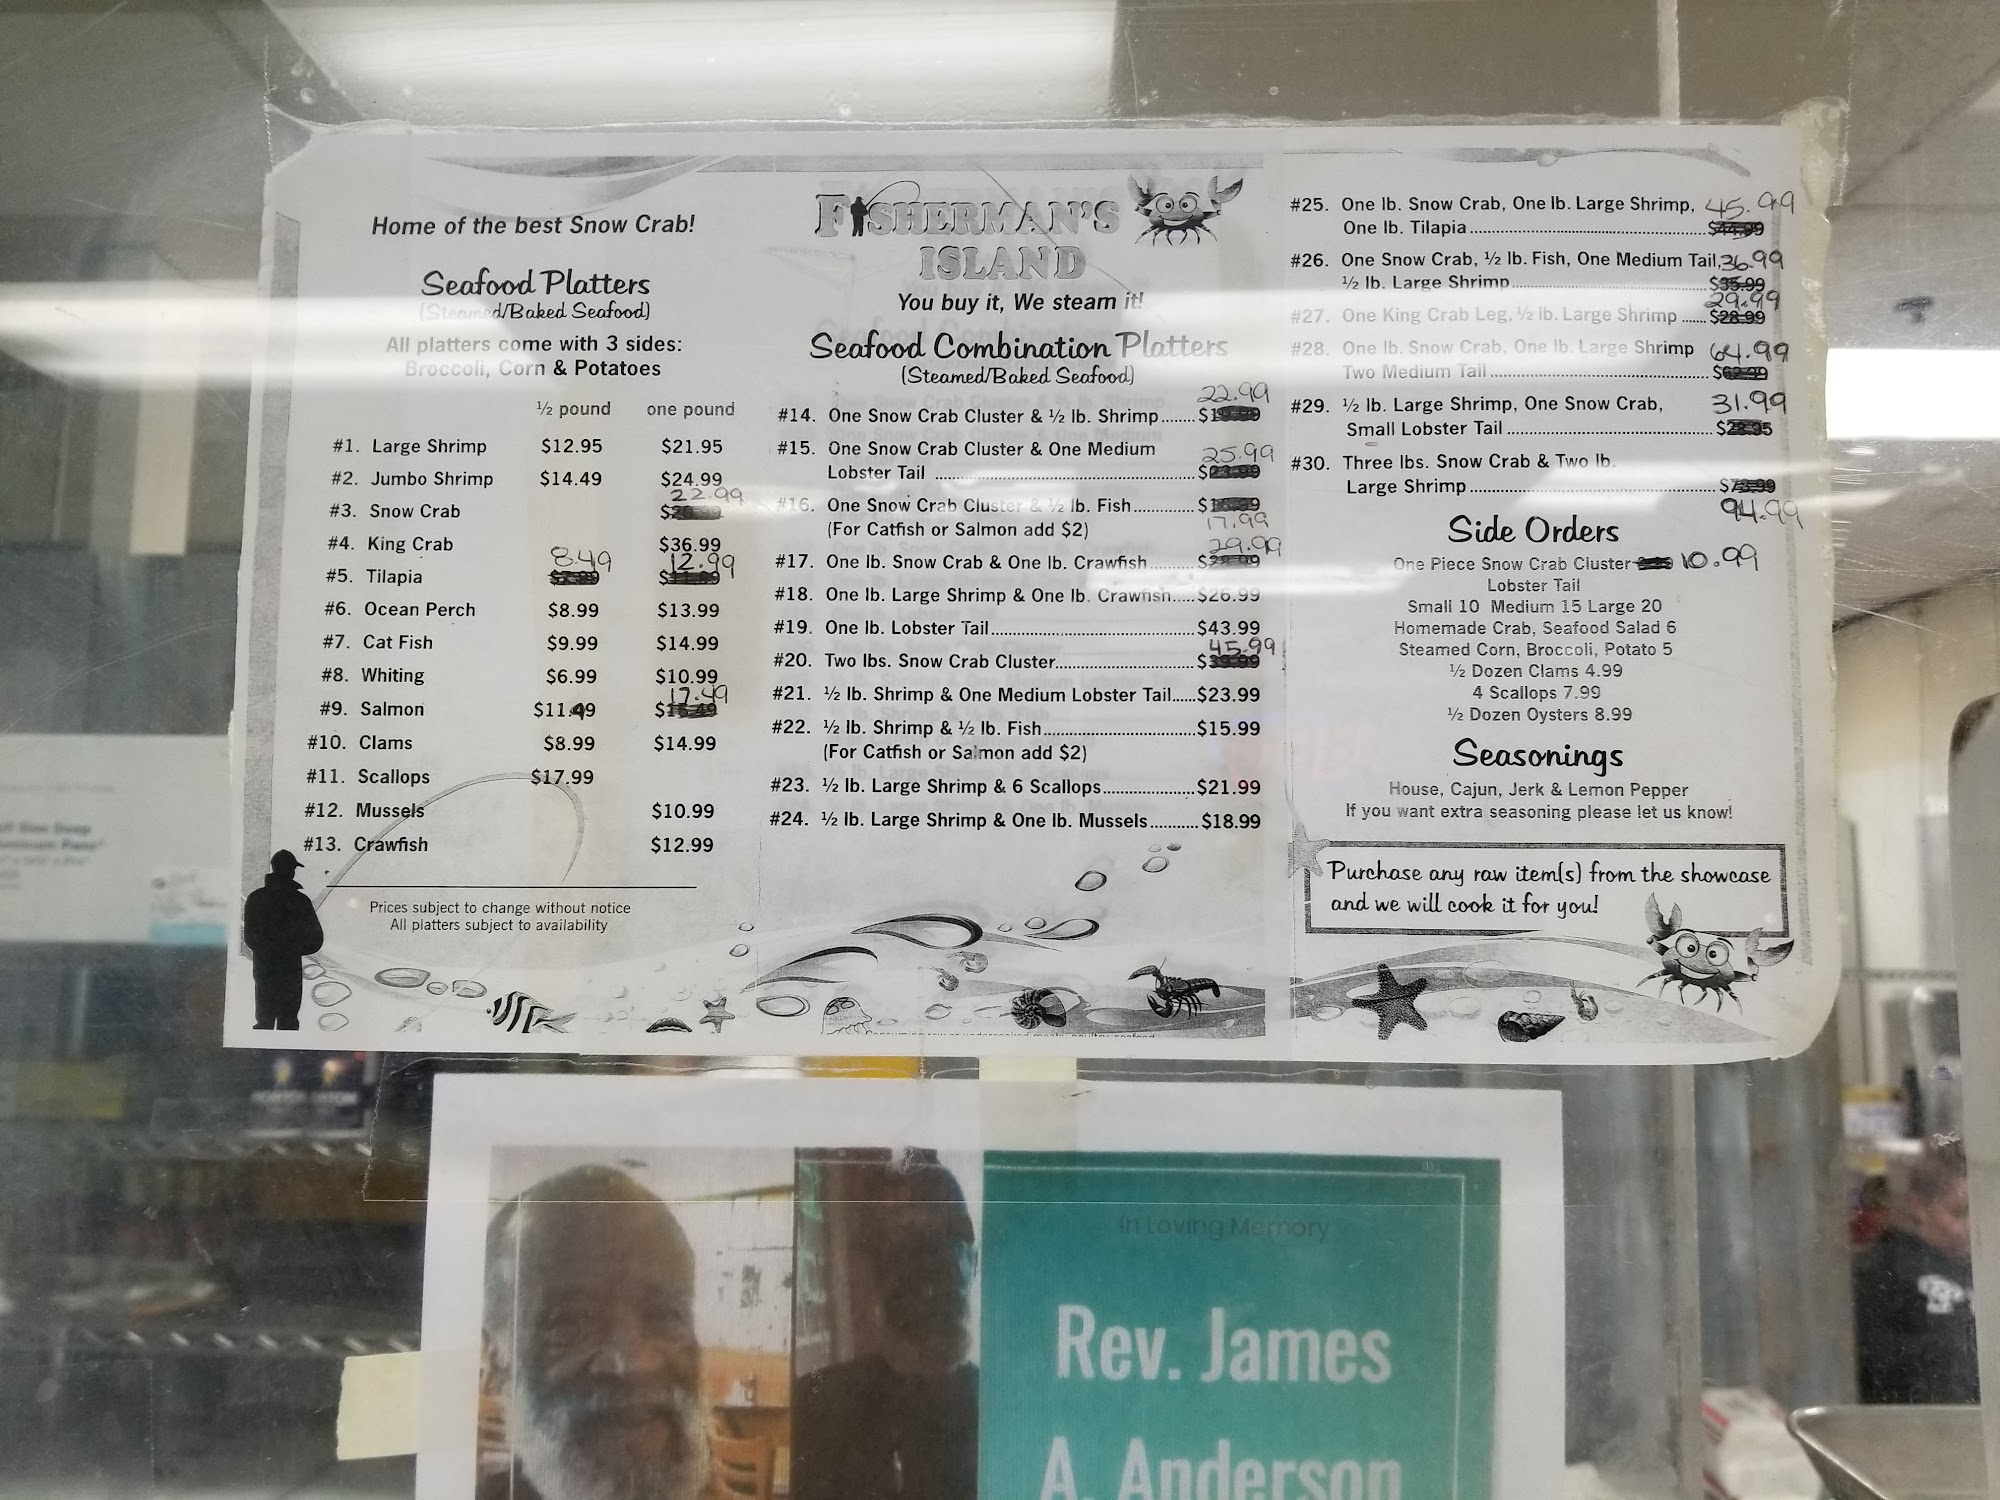 Home of the best Snow Crab!
Seafood Platters
(Steamed/Baked Seafood)
All platters come with 3 sides:
Broccoli, Corn & Potatoes
½ pound one pound
#1. Large Shrimp $12.95 $21.95
#2. Jumbo Shrimp $14.49 $24.99
22.99
#3. Snow Crab
#4. King Crab $36.99
8.49 12.99
#5. Tilapia
#6. Ocean Perch $8.99 $13.99
#7. Cat Fish $9.99 $14.99
#8. Whiting $6.99 $10.99
17.49
#9. Salmon $11.49
#10. Clams $8.99 $14.99
#11. Scallops $17.99
#12. Mussels $10.99
#13. Crawfish $12.99
Prices subject to change without notice
All platters subject to availability
FISHERMAN'S
ISLAND
You buy it, We steam it!
Seafood Combination Platters
(Steamed/Baked Seafood)
22.99
#14. One Snow Crab Cluster & ½ lb. Shrimp
#15. One Snow Crab Cluster & One Medium 25.99
Lobster Tail
#16. One Snow Crab Cluster & ½ lb. Fish
(For Catfish or Salmon add $2) 17.99
29.99
#17. One lb. Snow Crab & One lb. Crawfish
#18. One lb. Large Shrimp & One lb. Crawfish.....$26.99
#19. One lb. Lobster Tail $43.99
45.99
#20. Two lbs. Snow Crab Cluster
#21. ½ lb. Shrimp & One Medium Lobster Tail......$23.99
#22. ½ lb. Shrimp & ½ lb. Fish $15.99
(For Catfish or Salmon add $2)
#23. ½ lb. Large Shrimp & 6 Scallops $21.99
#24. ½ lb. Large Shrimp & One lb. Mussels $18.99
Consuming raw or undercooked meats, poultry, seafood
#25. One lb. Snow Crab, One lb. Large Shrimp, 45.99
One lb. Tilapia $44.99
#26. One Snow Crab, ½ lb. Fish, One Medium Tail, 36.99
½ lb. Large Shrimp $35.99
29.99
#27. One King Crab Leg, ½ lb. Large Shrimp $28.99
#28. One lb. Snow Crab, One lb. Large Shrimp 64.99
Two Medium Tail $62.99
#29. ½ lb. Large Shrimp, One Snow Crab, 31.99
Small Lobster Tail $28.95
#30. Three lbs. Snow Crab & Two lb.
Large Shrimp $73.99
94.99
Side Orders
One Piece Snow Crab Cluster 10.99
Lobster Tail
Small 10 Medium 15 Large 20
Homemade Crab, Seafood Salad 6
Steamed Corn, Broccoli, Potato 5
½ Dozen Clams 4.99
4 Scallops 7.99
½ Dozen Oysters 8.99
Seasonings
House, Cajun, Jerk & Lemon Pepper
If you want extra seasoning please let us know!
Purchase any raw item(s) from the showcase
and we will cook it for you!
In Loving Memory
Rev. James
A. Anderson